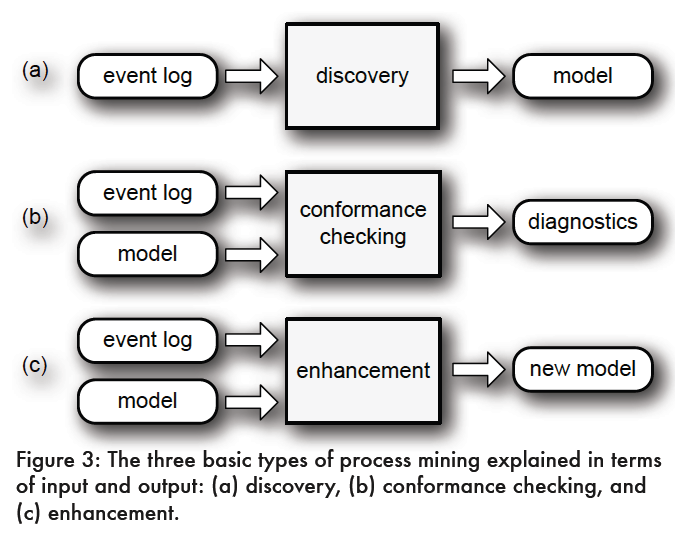 (a)
event log
discovery
model
(b)
event log
model
conformance
checking
diagnostics
(c)
event log
model
enhancement
new model
Figure 3: The three basic types of process mining explained in terms
of input and output: (a) discovery, (b) conformance checking, and
(c) enhancement.